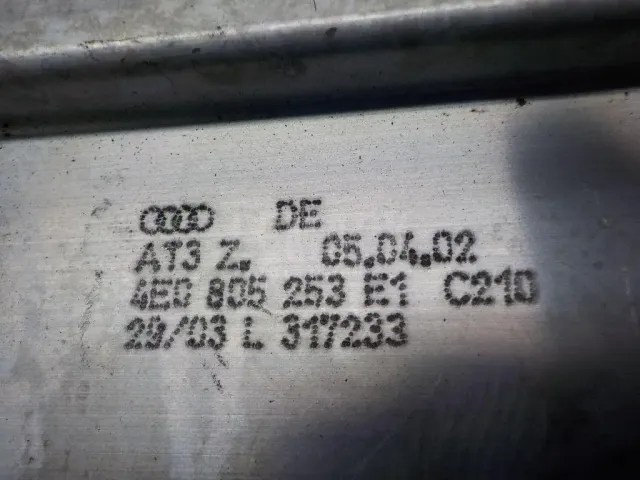 DE
AT3 Z. 05.04.02
4E0 805 253 E1 C210
29/03 L 317233